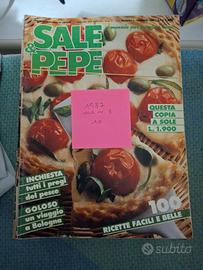 SALE
& PEPE
1987
QUESTA
COPIA
A SOLE
L. 1.900
INCHIESTA
tutti i pregi
del pesce
GOLOSO
un viaggio
a Bologna
100
RICETTE FACILI E BELLE
subito